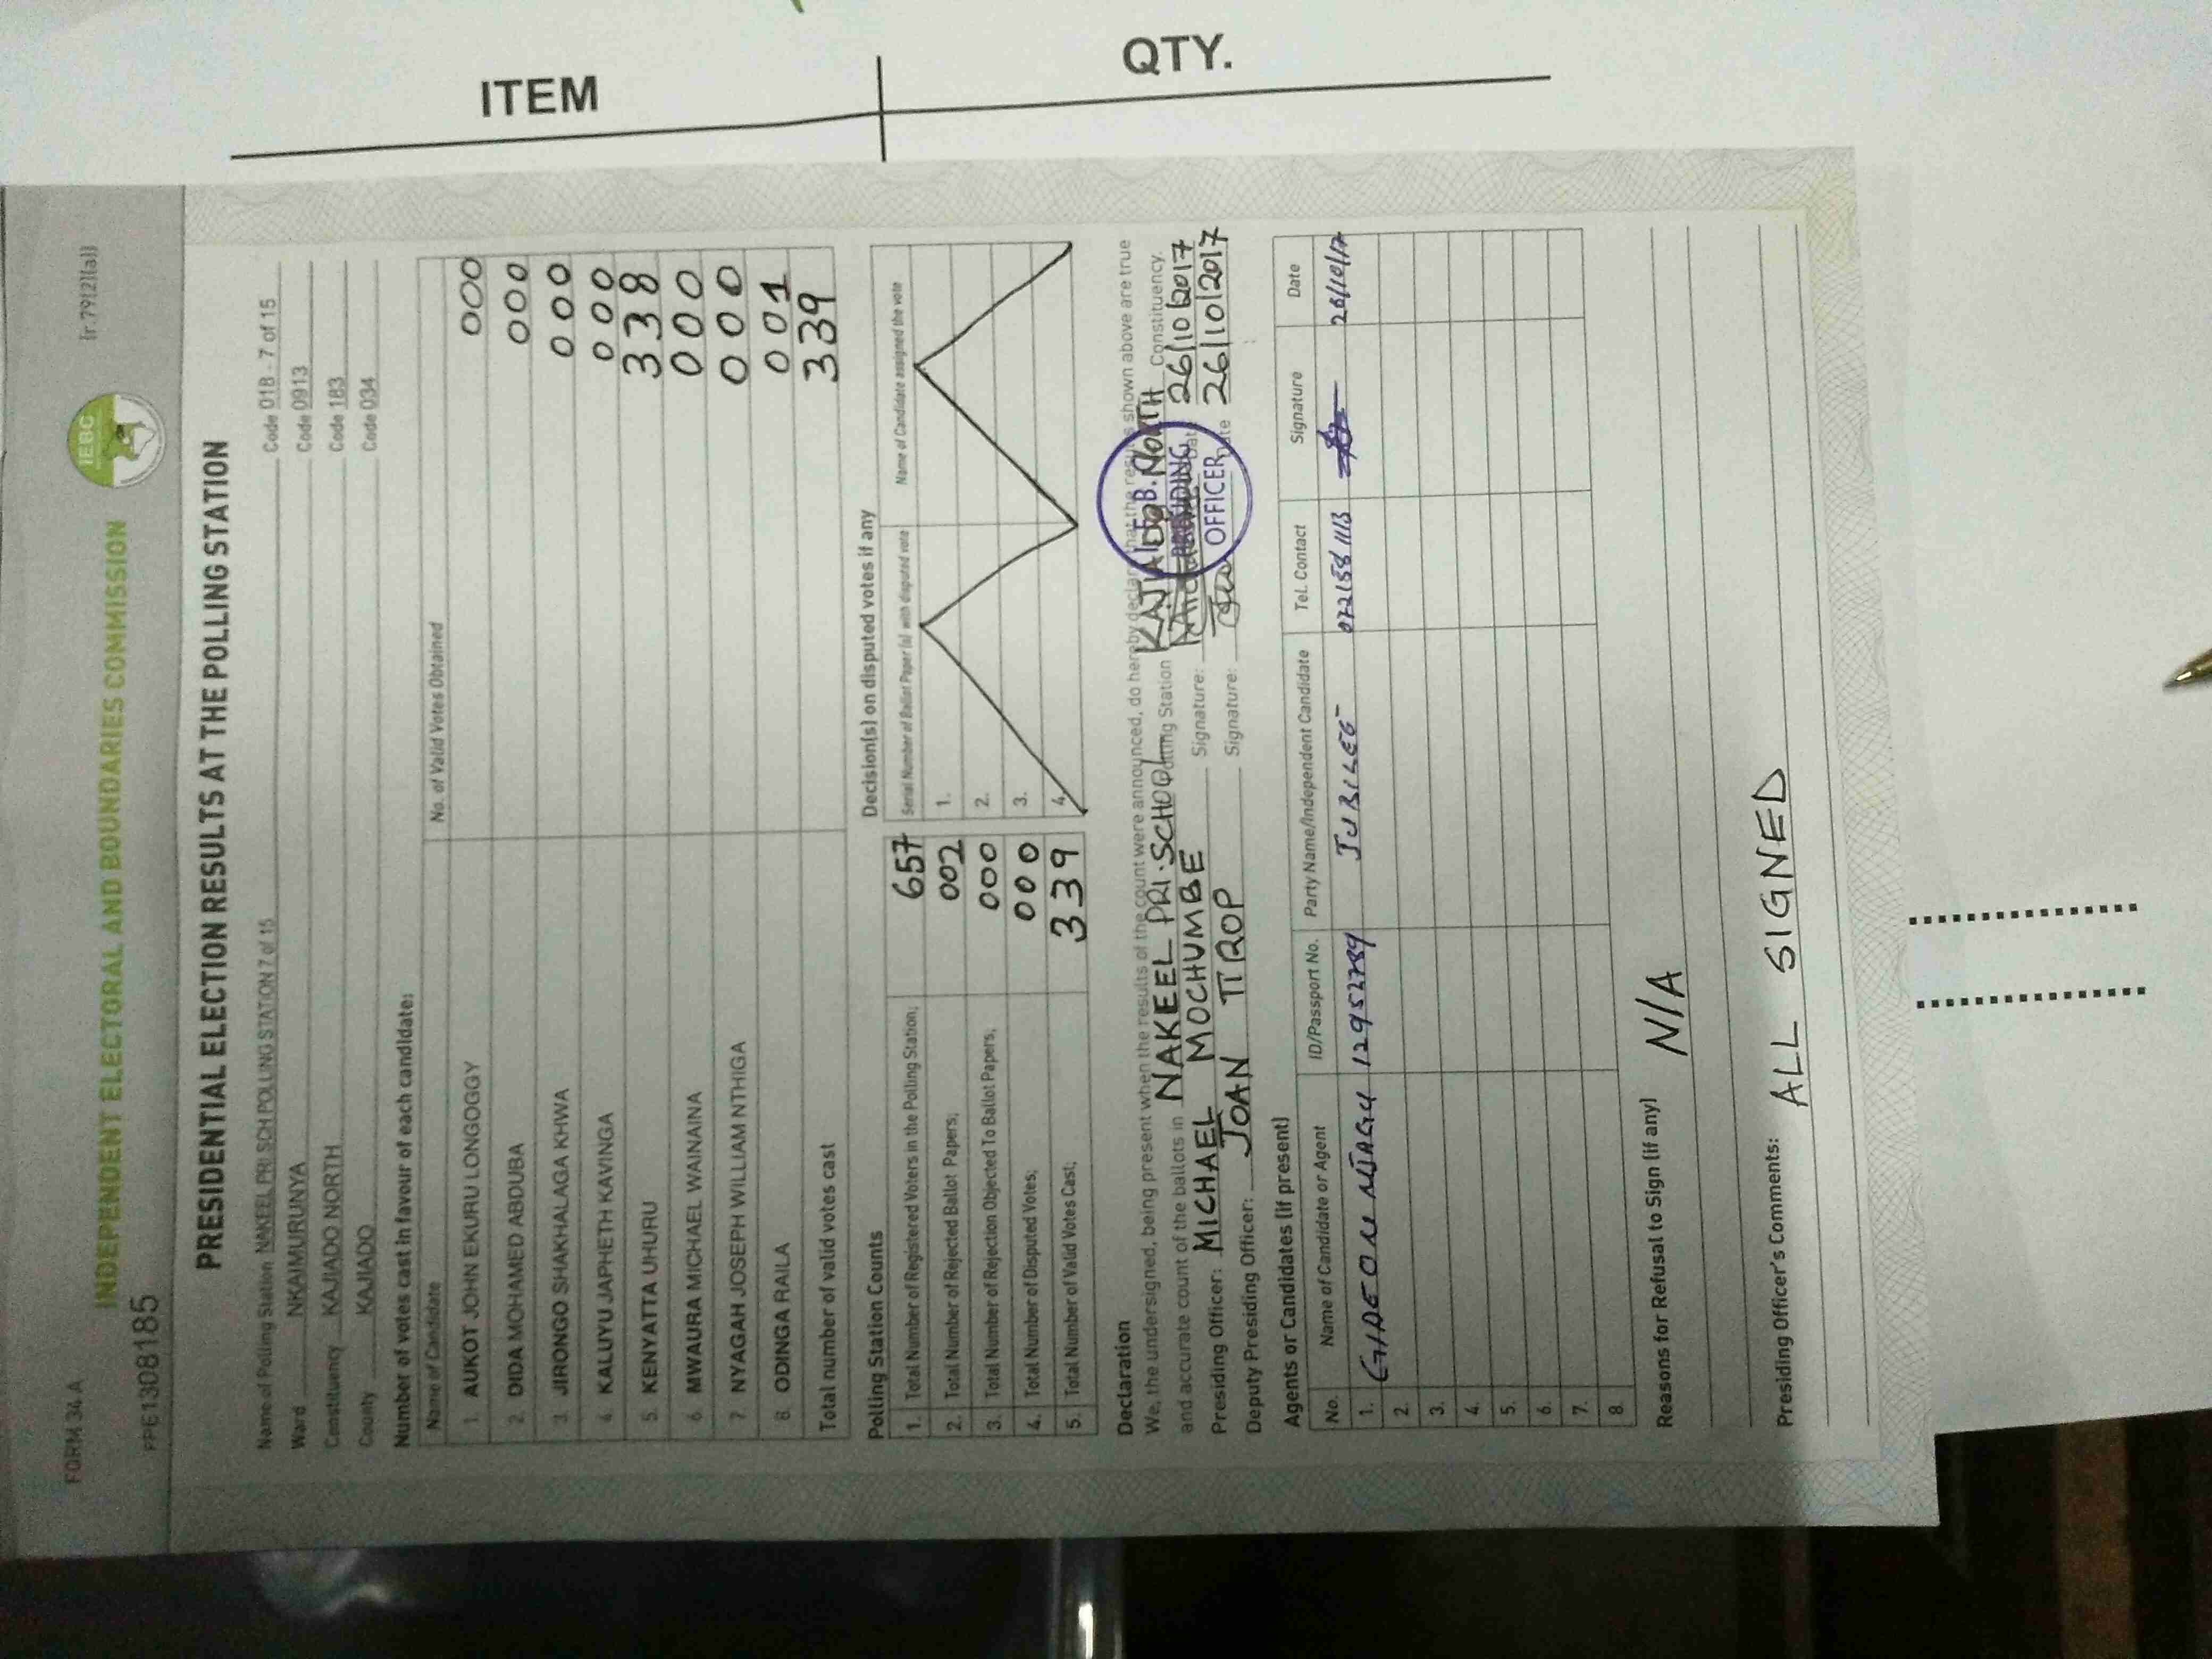 ITEM
QTY.
FORM 34 A
[r.79(2)(a)]
IEBC
INDEPENDENT ELECTORAL AND BOUNDARIES COMMISSION
PPE1308185
PRESIDENTIAL ELECTION RESULTS AT THE POLLING STATION
Name of Polling Station NAKEEL PRI SCH POLLING STATION 7 of 15 Code 018 - 7 of 15
Ward NKAIMURUNYA Code 0913
Constituency KAJIADO NORTH Code 183
County KAJIADO Code 034
Number of votes cast in favour of each candidate:
Name of Candidate No. of Valid Votes Obtained
1. AUKOT JOHN EKURU LONGOGGY 000
2. DIDA MOHAMED ABDUBA 000
3. JIRONGO SHAKHALAGA KHWA 000
4. KALUYU JAPHETH KAVINGA 000
5. KENYATTA UHURU 338
6. MWAURA MICHAEL WAINAINA 000
7. NYAGAH JOSEPH WILLIAM NTHIGA 000
8. ODINGA RAILA 001
Total number of valid votes cast 339
Polling Station Counts
1. Total Number of Registered Voters in the Polling Station; 657
2. Total Number of Rejected Ballot Papers; 002
3. Total Number of Rejection Objected To Ballot Papers; 000
4. Total Number of Disputed Votes; 000
5. Total Number of Valid Votes Cast; 339
Decision(s) on disputed votes if any
Serial Number of Ballot Paper (s) with disputed vote Name of Candidate assigned the vote
1.
2.
3.
4.
Declaration
We, the undersigned, being present when the results of the count were announced, do hereby declare that the results shown above are true
and accurate count of the ballots in NAKEEL PRI. SCHOOL Polling Station KAJIADO NORTH Constituency.
Presiding Officer: MICHAEL MOCHUMBE Signature: Date 26/10/2017
Deputy Presiding Officer: JOAN TIROP Signature: Date 26/10/2017
PRESIDING
OFFICER
Agents or Candidates (if present)
No. Name of Candidate or Agent ID/Passport No. Party Name/Independent Candidate Tel. Contact Signature Date
1. GIDEON NJAGU 12952789 JUBILEE 26/10/17
2.
3.
4.
5.
6.
7.
8.
Reasons for Refusal to Sign (if any) N/A
Presiding Officer's Comments: ALL SIGNED